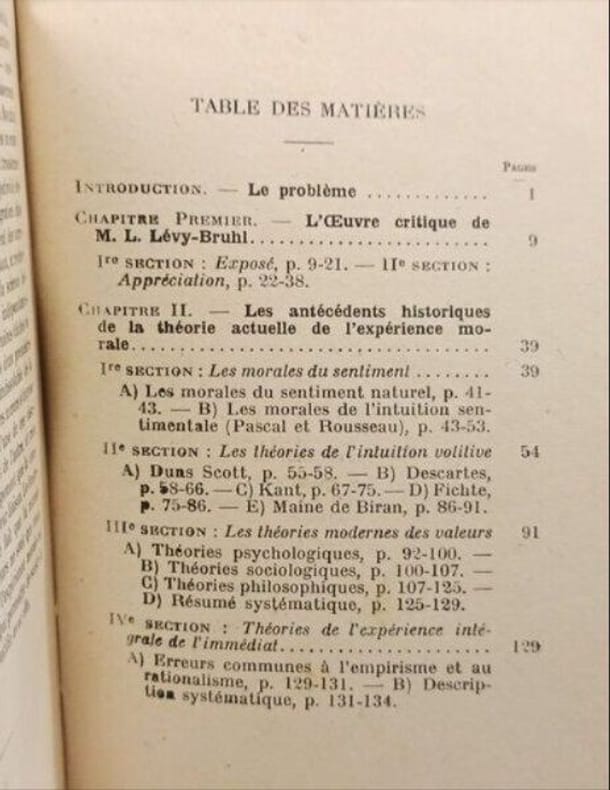 TABLE DES MATIÈRES
PAGES
INTRODUCTION. — Le problème ............. 1
CHAPITRE PREMIER. — L'Œuvre critique de
M. L. Lévy-Bruhl........................ 9
Ire SECTION : Exposé, p. 9-21. — IIe SECTION :
Appréciation, p. 22-38.
CHAPITRE II. — Les antécédents historiques
de la théorie actuelle de l'expérience mo-
rale.................................... 39
Ire SECTION : Les morales du sentiment ........ 39
A) Les morales du sentiment naturel, p. 41-
43. — B) Les morales de l'intuition sen-
timentale (Pascal et Rousseau), p. 43-53.
IIe SECTION : Les théories de l'intuition volitive 54
A) Duns Scott, p. 55-58. — B) Descartes,
p. 58-66. — C) Kant, p. 67-75. — D) Fichte,
p. 75-86. — E) Maine de Biran, p. 86-91.
IIIe SECTION : Les théories modernes des valeurs 91
A) Théories psychologiques, p. 92-100. —
B) Théories sociologiques, p. 100-107. —
C) Théories philosophiques, p. 107-125. —
D) Résumé systématique, p. 125-129.
IVe SECTION : Théories de l'expérience inté-
grale de l'immédiat....................... 129
A) Erreurs communes à l'empirisme et au
rationalisme, p. 129-131. — B) Descrip-
tion systématique, p. 131-134.